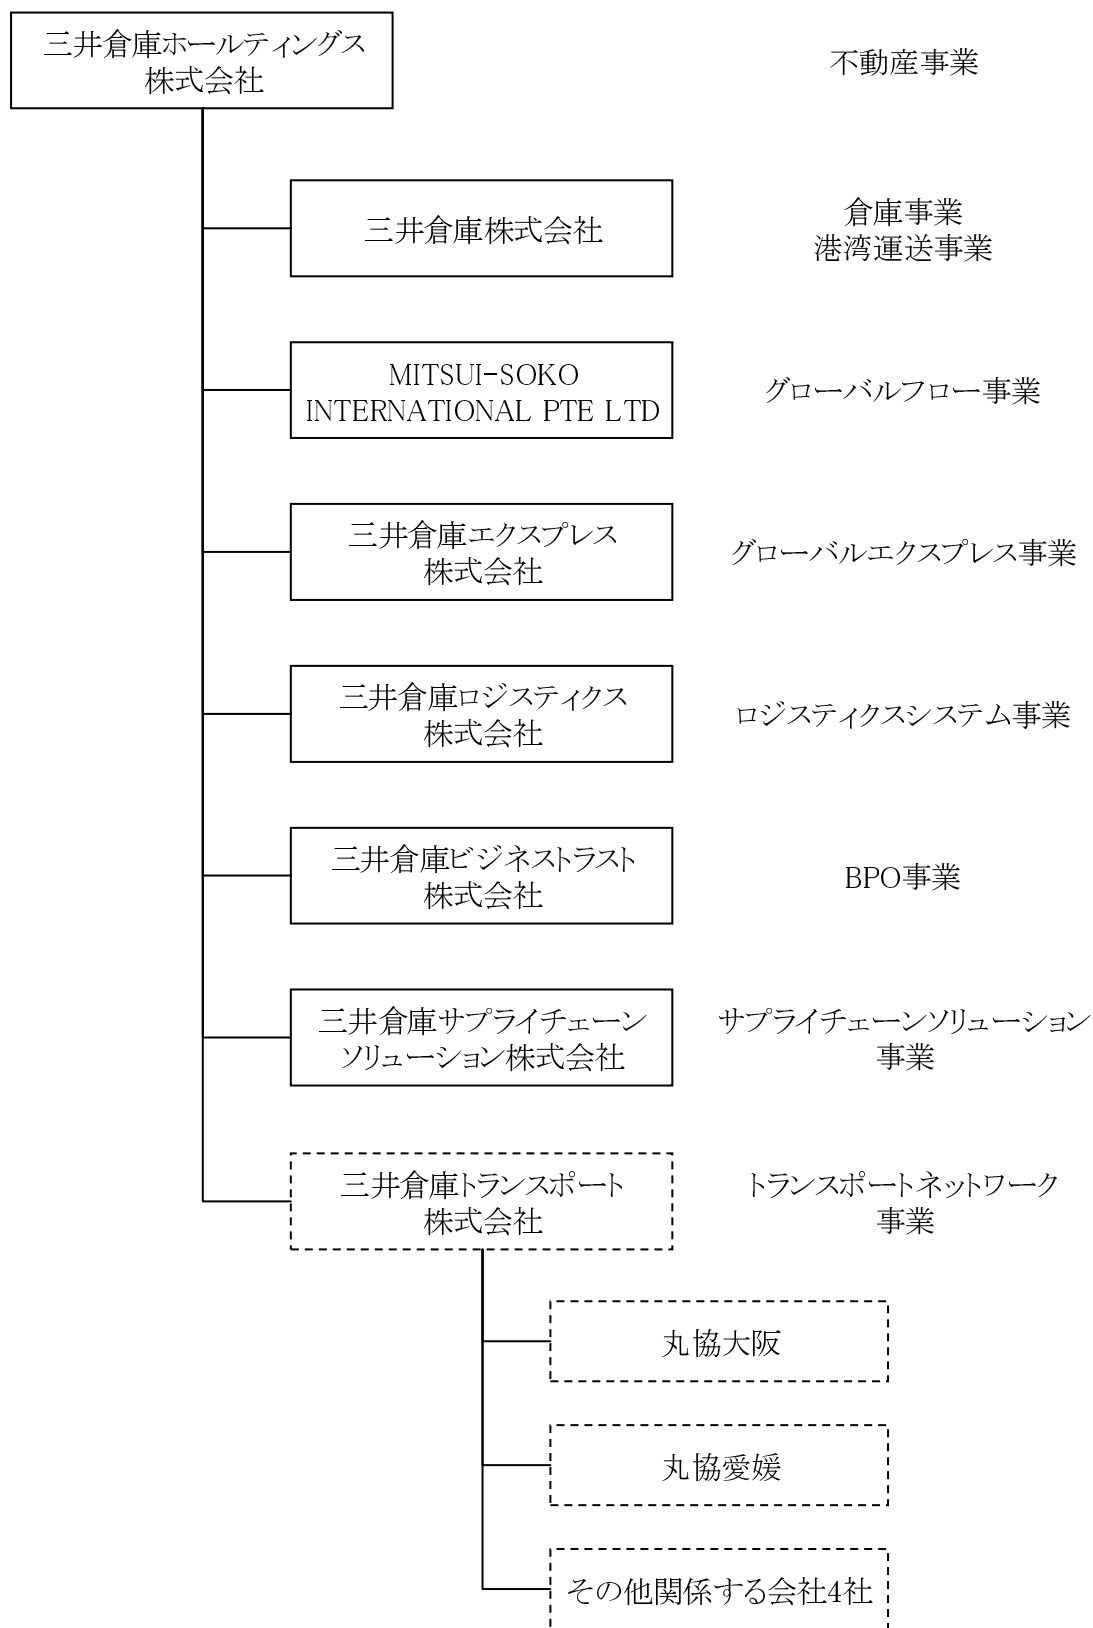 三井倉庫ホールティングス
株式会社
不動産事業
三井倉庫株式会社
倉庫事業
港湾運送事業
MITSUI-SOKO
INTERNATIONAL PTE LTD
グローバルフロー事業
三井倉庫エクスプレス
株式会社
グローバルエクスプレス事業
三井倉庫ロジスティクス
株式会社
ロジスティクスシステム事業
三井倉庫ビジネストラスト
株式会社
BPO事業
三井倉庫サプライチェーン
ソリューション株式会社
サプライチェーンソリューション
事業
三井倉庫トランスポート
株式会社
トランスポートネットワーク
事業
丸協大阪
丸協愛媛
その他関係する会社4社